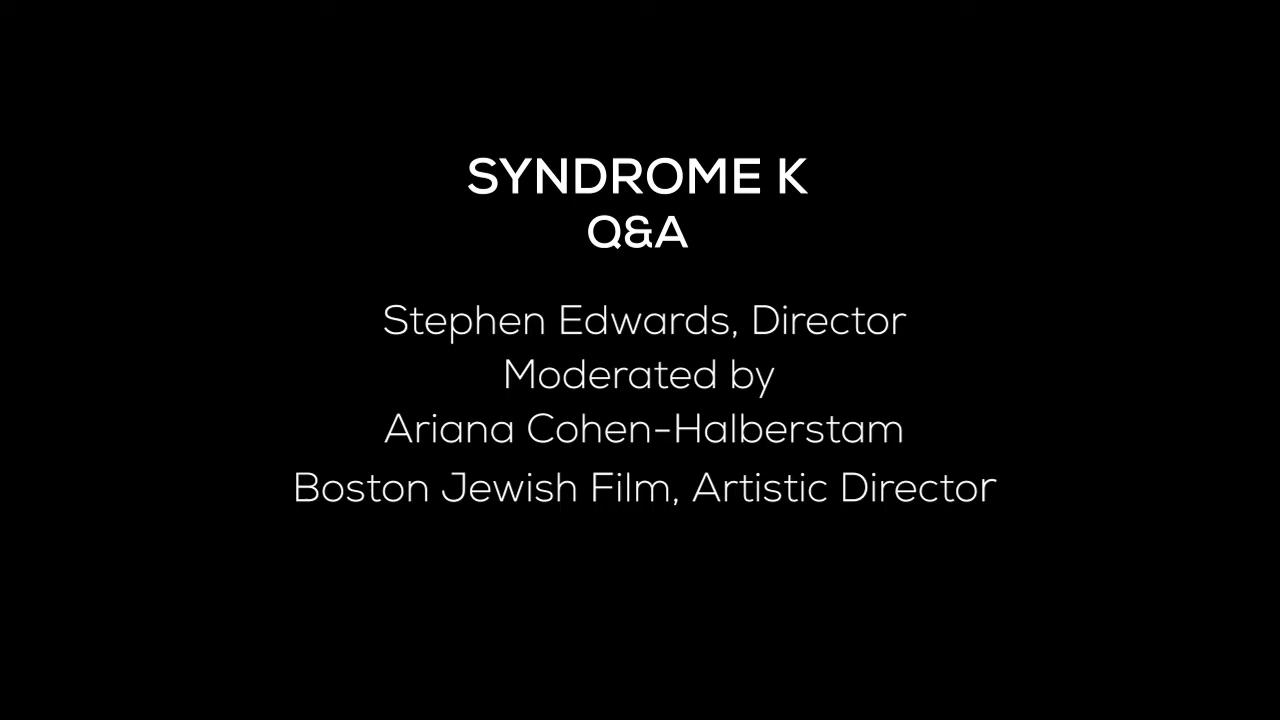 SYNDROME K
Q&A
Stephen Edwards, Director
Moderated by
Ariana Cohen-Halberstam
Boston Jewish Film, Artistic Director